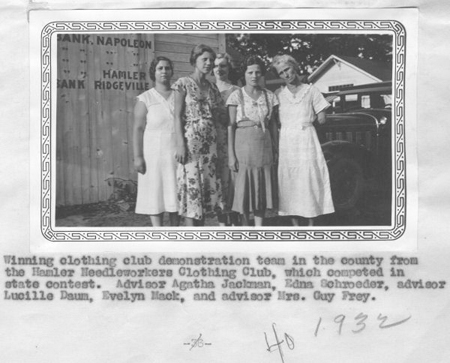 BANK. NAPOLEON
HAMLER
BANK RIDGEVILLE
Winning clothing club demonstration team in the county from
the Hamler Needleworkers Clothing Club, which competed in
state contest. Advisor Agatha Jackman, Edna Schroeder, advisor
Lucille Daum, Evelyn Mack, and advisor Mrs. Guy Frey.
Ho
1932